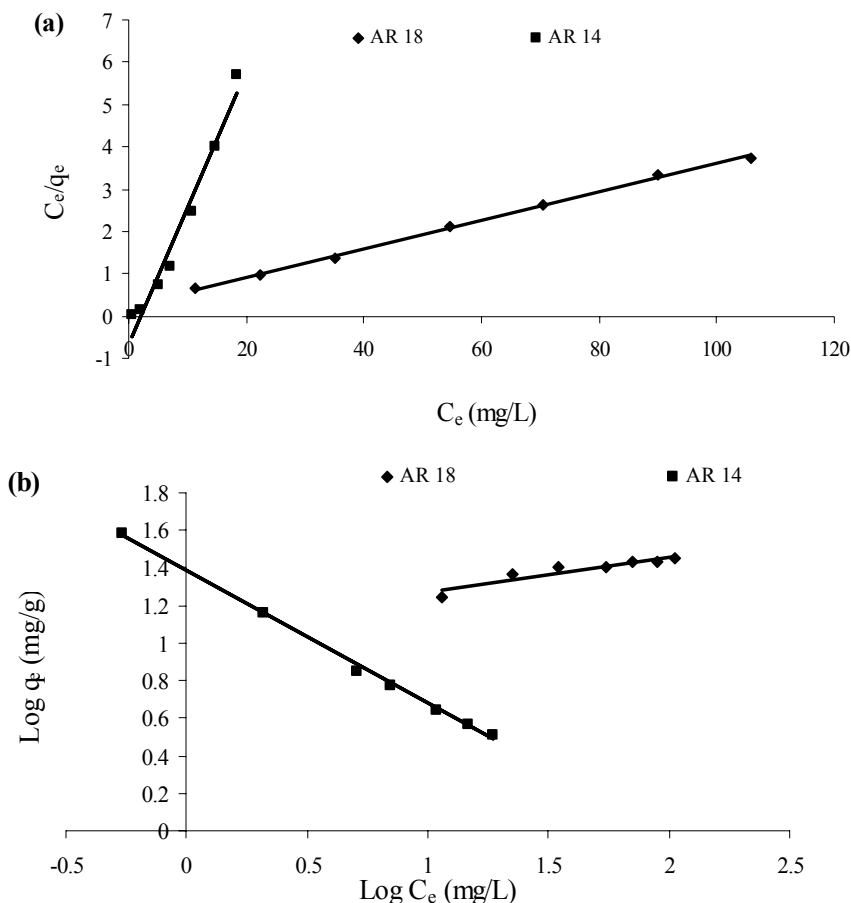 (a)
◆ AR 18 ■ AR 14
7
6
5
4
3
2
1
0
-1
0 20 40 60 80 100 120
Ce/qe
Ce (mg/L)
(b)
◆ AR 18 ■ AR 14
1.8
1.6
1.4
1.2
1
0.8
0.6
0.4
0.2
0
-0.5 0 0.5 1 1.5 2 2.5
Log qe (mg/g)
Log Ce (mg/L)